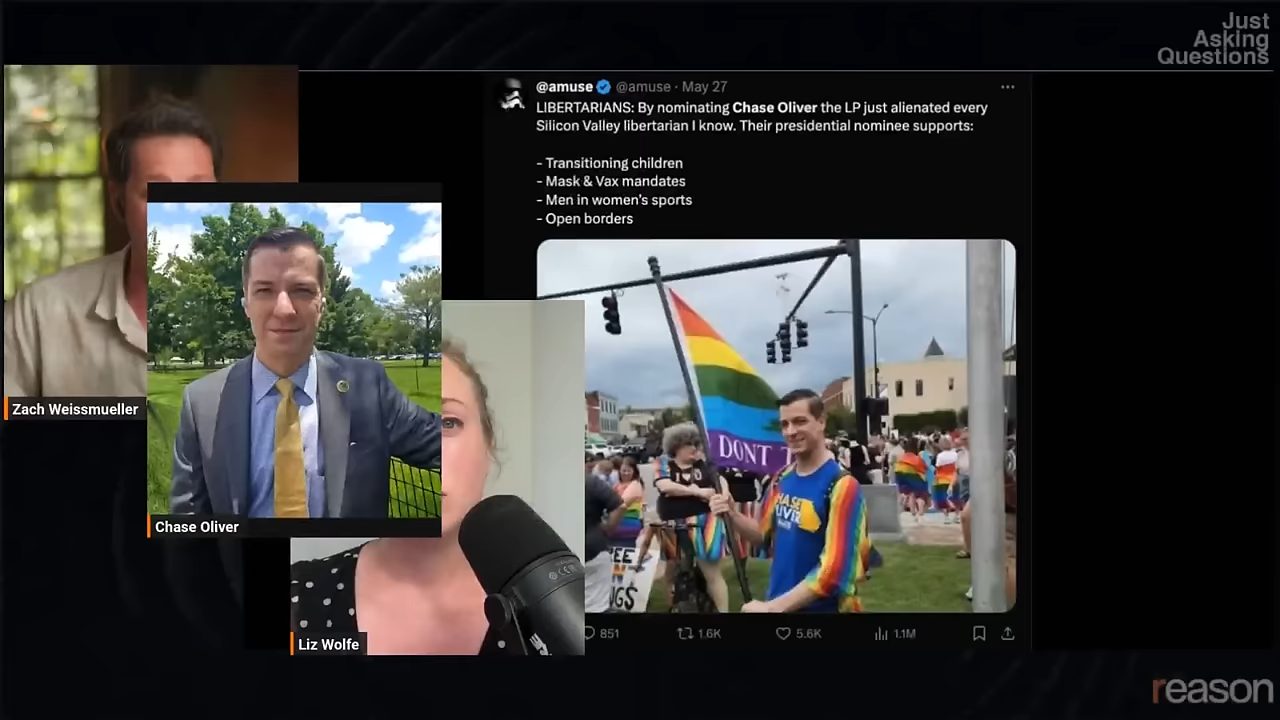 Just
Asking
Questions
@amuse @amuse · May 27
LIBERTARIANS: By nominating Chase Oliver the LP just alienated every
Silicon Valley libertarian I know. Their presidential nominee supports:
- Transitioning children
- Mask & Vax mandates
- Men in women's sports
- Open borders
DONT
CHASE
OLIVER
851 1.6K 5.6K 1.1M
Zach Weissmueller
Chase Oliver
Liz Wolfe
reason